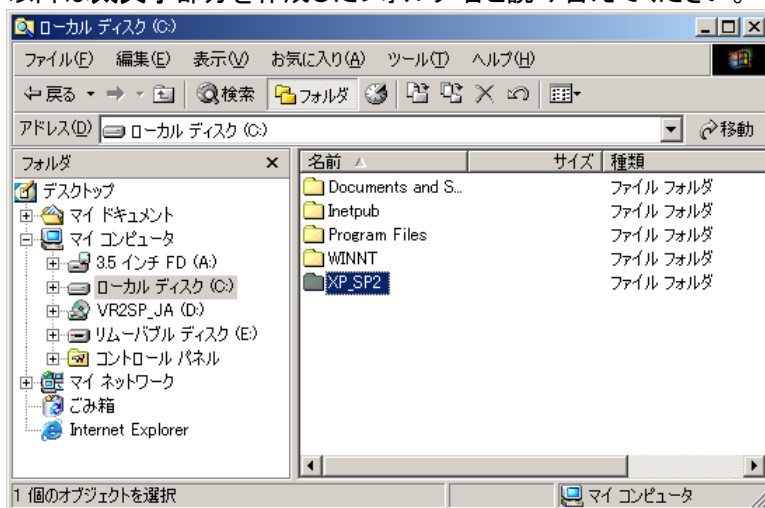 ローカル ディスク (C:)
ファイル(F) 編集(E) 表示(V) お気に入り(A) ツール(T) ヘルプ(H)
戻る 検索 フォルダ
アドレス(D) ローカル ディスク (C:) 移動
フォルダ × 名前 サイズ 種類
デスクトップ
マイ ドキュメント
マイ コンピュータ
3.5 インチ FD (A:)
ローカル ディスク (C:)
VR2SP_JA (D:)
リムーバブル ディスク (E:)
コントロール パネル
マイ ネットワーク
ごみ箱
Internet Explorer
Documents and S... ファイル フォルダ
Inetpub ファイル フォルダ
Program Files ファイル フォルダ
WINNT ファイル フォルダ
XP_SP2 ファイル フォルダ
1 個のオブジェクトを選択 マイ コンピュータ